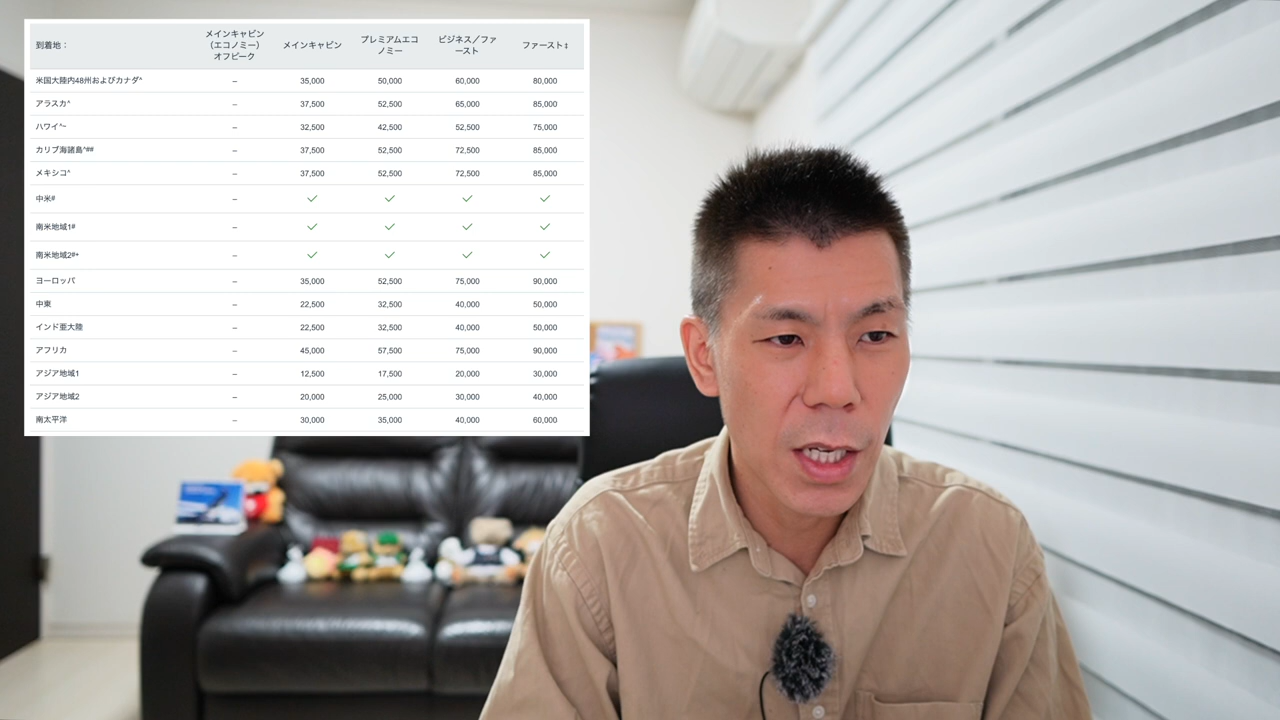 到着地： メインキャビン（エコノミー）オフピーク メインキャビン プレミアムエコノミー ビジネス／ファースト ファースト‡
米国大陸内48州およびカナダ^ – 35,000 50,000 60,000 80,000
アラスカ^ – 37,500 52,500 65,000 85,000
ハワイ^~ – 32,500 42,500 52,500 75,000
カリブ海諸島^## – 37,500 52,500 72,500 85,000
メキシコ^ – 37,500 52,500 72,500 85,000
中米# – ✓ ✓ ✓ ✓
南米地域1# – ✓ ✓ ✓ ✓
南米地域2#+ – ✓ ✓ ✓ ✓
ヨーロッパ – 35,000 52,500 75,000 90,000
中東 – 22,500 32,500 40,000 50,000
インド亜大陸 – 22,500 32,500 40,000 50,000
アフリカ – 45,000 57,500 75,000 90,000
アジア地域1 – 12,500 17,500 20,000 30,000
アジア地域2 – 20,000 25,000 30,000 40,000
南太平洋 – 30,000 35,000 40,000 60,000